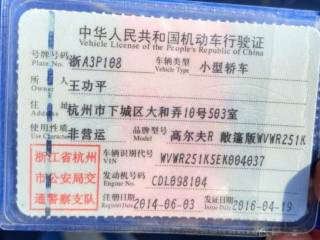 中华人民共和国机动车行驶证
Vehicle License of the People's Republic of China
号牌号码 浙A3P108 车辆类型 小型轿车
Plate No. Vehicle Type
所有人 王功平
住址 杭州市下城区大和弄10号503室
使用性质 非营运 品牌型号 高尔夫R 敞篷版WVWR251K
浙江省杭州
市公安局交
通警察支队
车辆识别代号 WVWR251K5EK004037
VIN
发动机号码 CDL098104
Engine No.
注册日期 2014-06-03 发证日期 2016-04-19
Register Date Issue Date